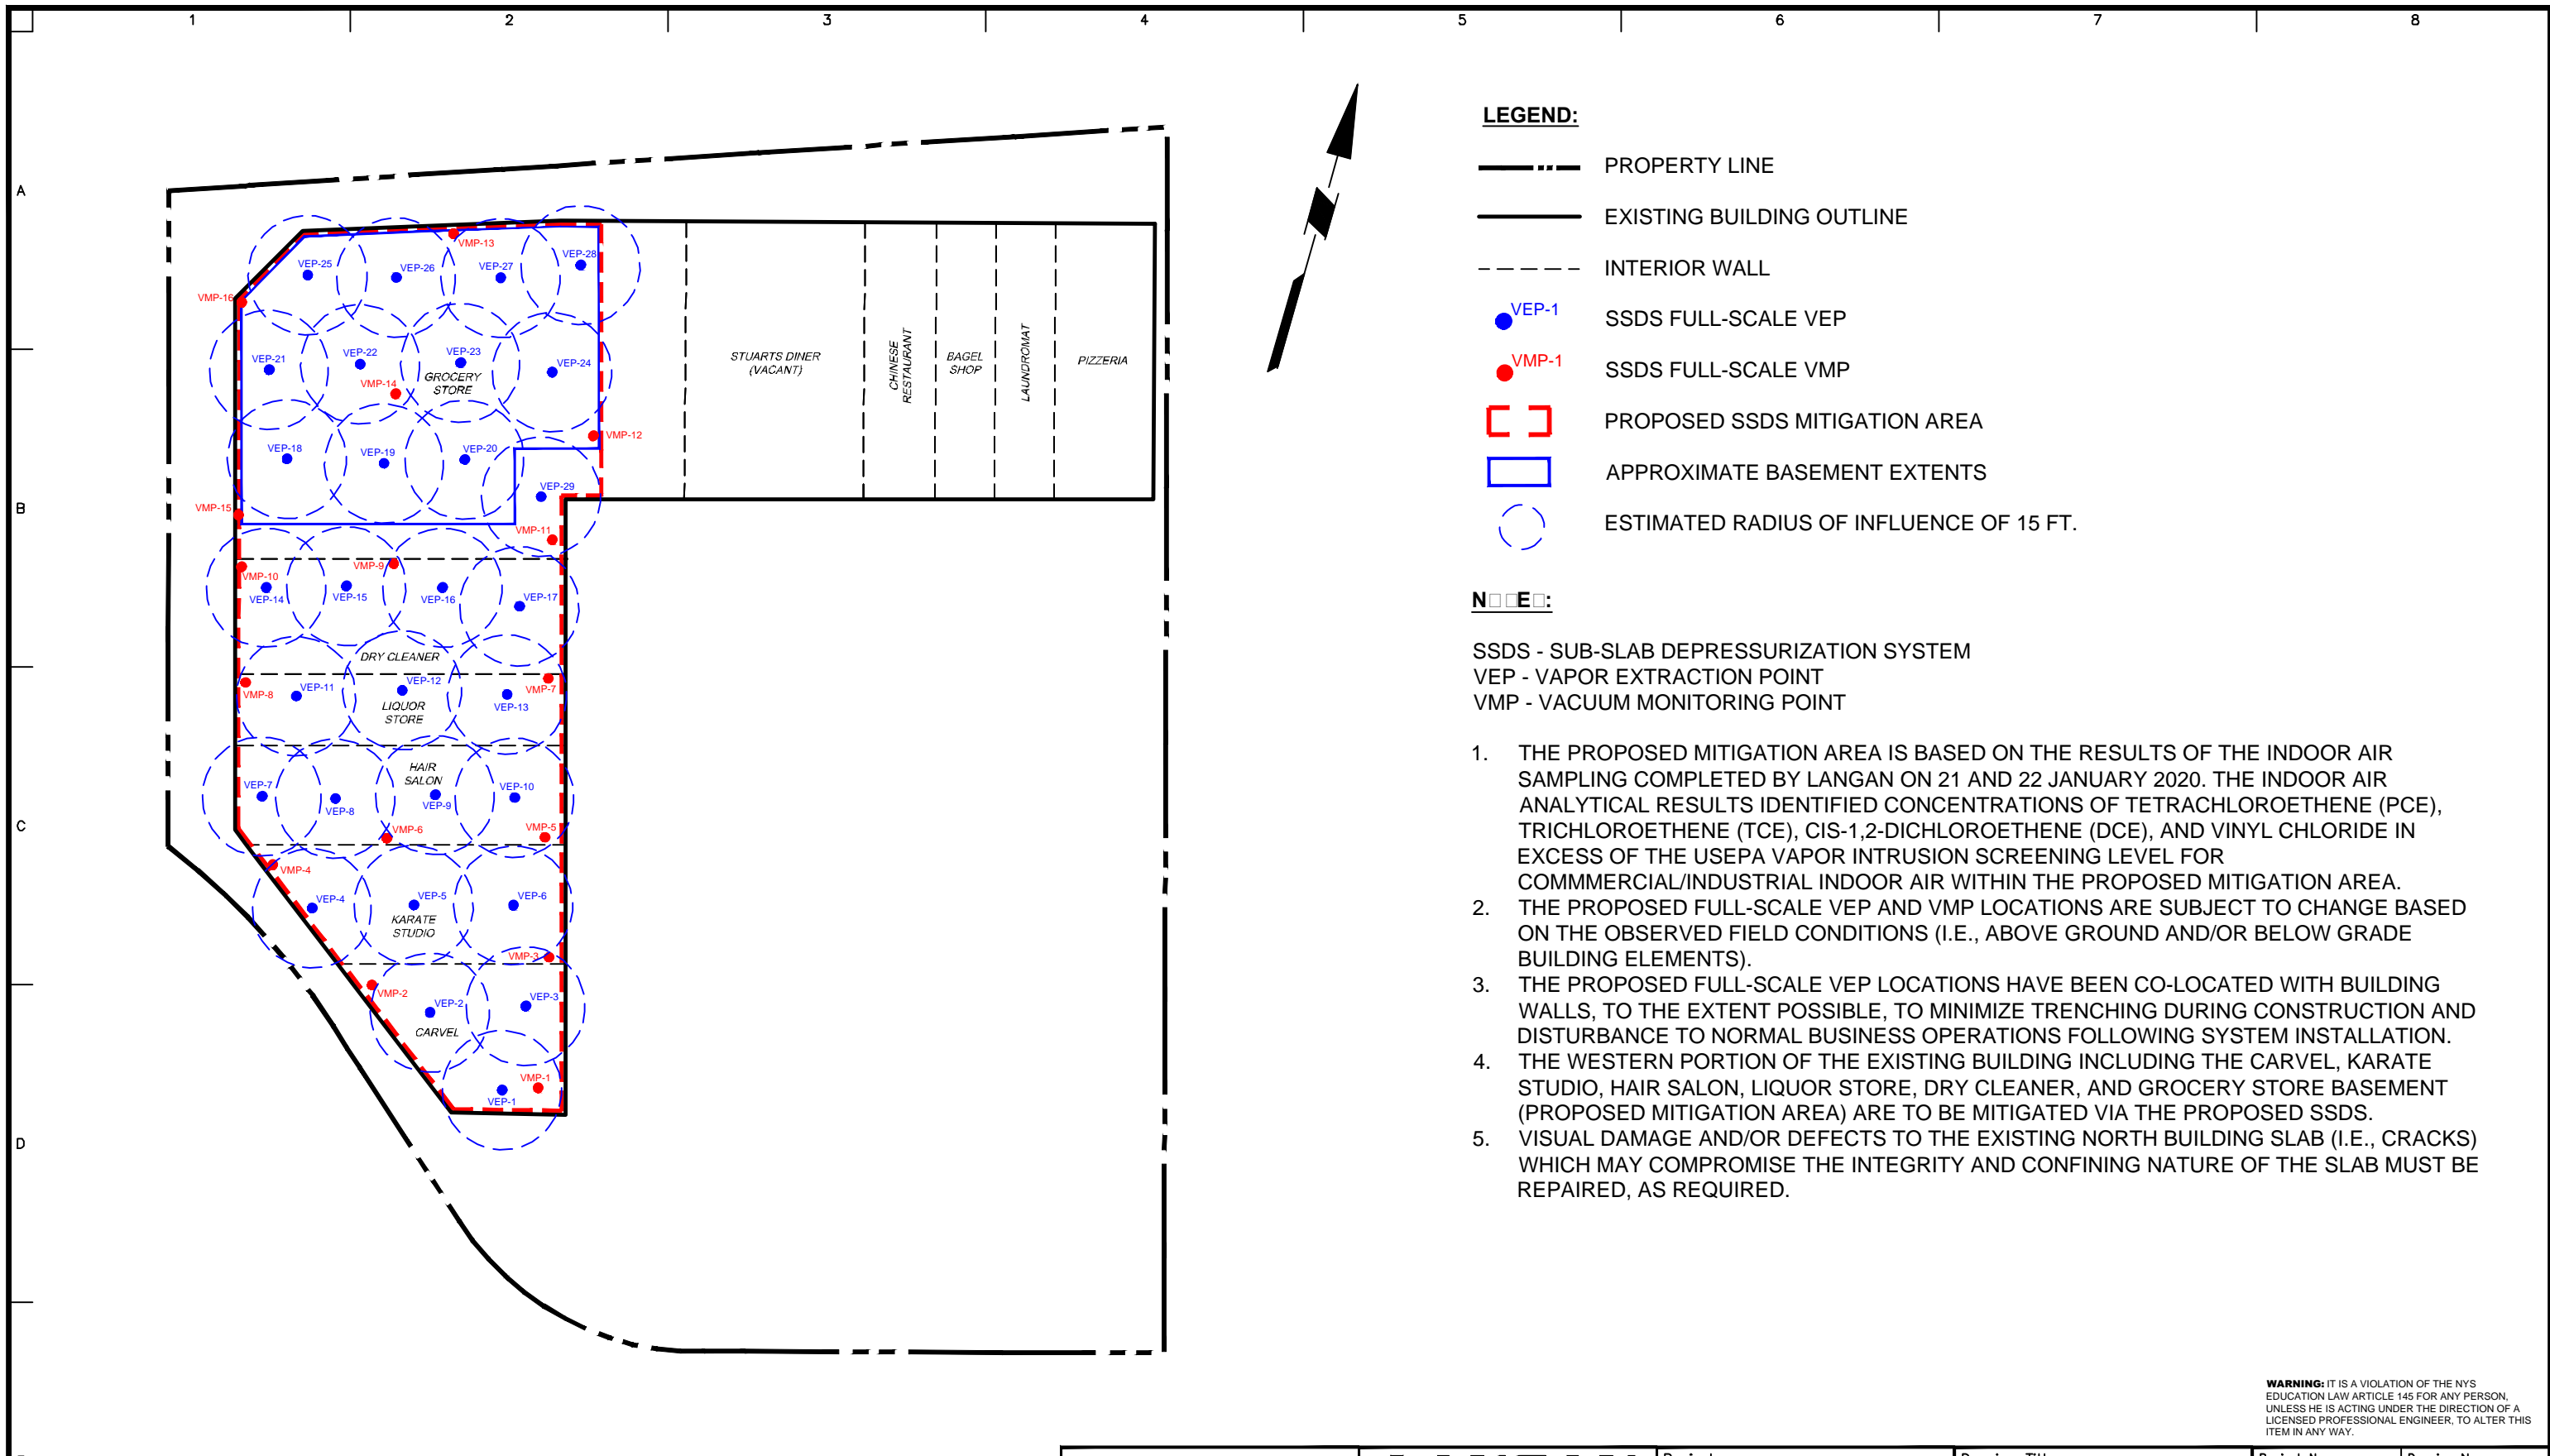 1 2 3 4 5 6 7 8
A
B
C
D
VEP-25
VEP-26
VMP-13
VEP-27
VEP-28
VMP-16
VEP-21
VEP-22
VEP-23
VEP-24
VMP-14
GROCERY
STORE
VMP-12
VEP-18
VEP-19
VEP-20
VEP-29
VMP-15
VMP-11
VMP-10
VMP-9
VEP-14
VEP-15
VEP-16
VEP-17
DRY CLEANER
VMP-8
VEP-11
VEP-12
VMP-7
VEP-13
LIQUOR
STORE
HAIR
SALON
VEP-7
VEP-8
VEP-9
VEP-10
VMP-6
VMP-5
VMP-4
VEP-4
VEP-5
VEP-6
KARATE
STUDIO
VMP-3
VMP-2
VEP-2
VEP-3
CARVEL
VMP-1
VEP-1
STUARTS DINER
(VACANT)
CHINESE
RESTAURANT
BAGEL
SHOP
LAUNDROMAT
PIZZERIA
LEGEND:
PROPERTY LINE
EXISTING BUILDING OUTLINE
INTERIOR WALL
VEP-1 SSDS FULL-SCALE VEP
VMP-1 SSDS FULL-SCALE VMP
PROPOSED SSDS MITIGATION AREA
APPROXIMATE BASEMENT EXTENTS
ESTIMATED RADIUS OF INFLUENCE OF 15 FT.
N□□E□:
SSDS - SUB-SLAB DEPRESSURIZATION SYSTEM
VEP - VAPOR EXTRACTION POINT
VMP - VACUUM MONITORING POINT
1. THE PROPOSED MITIGATION AREA IS BASED ON THE RESULTS OF THE INDOOR AIR
SAMPLING COMPLETED BY LANGAN ON 21 AND 22 JANUARY 2020. THE INDOOR AIR
ANALYTICAL RESULTS IDENTIFIED CONCENTRATIONS OF TETRACHLOROETHENE (PCE),
TRICHLOROETHENE (TCE), CIS-1,2-DICHLOROETHENE (DCE), AND VINYL CHLORIDE IN
EXCESS OF THE USEPA VAPOR INTRUSION SCREENING LEVEL FOR
COMMMERCIAL/INDUSTRIAL INDOOR AIR WITHIN THE PROPOSED MITIGATION AREA.
2. THE PROPOSED FULL-SCALE VEP AND VMP LOCATIONS ARE SUBJECT TO CHANGE BASED
ON THE OBSERVED FIELD CONDITIONS (I.E., ABOVE GROUND AND/OR BELOW GRADE
BUILDING ELEMENTS).
3. THE PROPOSED FULL-SCALE VEP LOCATIONS HAVE BEEN CO-LOCATED WITH BUILDING
WALLS, TO THE EXTENT POSSIBLE, TO MINIMIZE TRENCHING DURING CONSTRUCTION AND
DISTURBANCE TO NORMAL BUSINESS OPERATIONS FOLLOWING SYSTEM INSTALLATION.
4. THE WESTERN PORTION OF THE EXISTING BUILDING INCLUDING THE CARVEL, KARATE
STUDIO, HAIR SALON, LIQUOR STORE, DRY CLEANER, AND GROCERY STORE BASEMENT
(PROPOSED MITIGATION AREA) ARE TO BE MITIGATED VIA THE PROPOSED SSDS.
5. VISUAL DAMAGE AND/OR DEFECTS TO THE EXISTING NORTH BUILDING SLAB (I.E., CRACKS)
WHICH MAY COMPROMISE THE INTEGRITY AND CONFINING NATURE OF THE SLAB MUST BE
REPAIRED, AS REQUIRED.
WARNING: IT IS A VIOLATION OF THE NYS
EDUCATION LAW ARTICLE 145 FOR ANY PERSON,
UNLESS HE IS ACTING UNDER THE DIRECTION OF A
LICENSED PROFESSIONAL ENGINEER, TO ALTER THIS
ITEM IN ANY WAY.